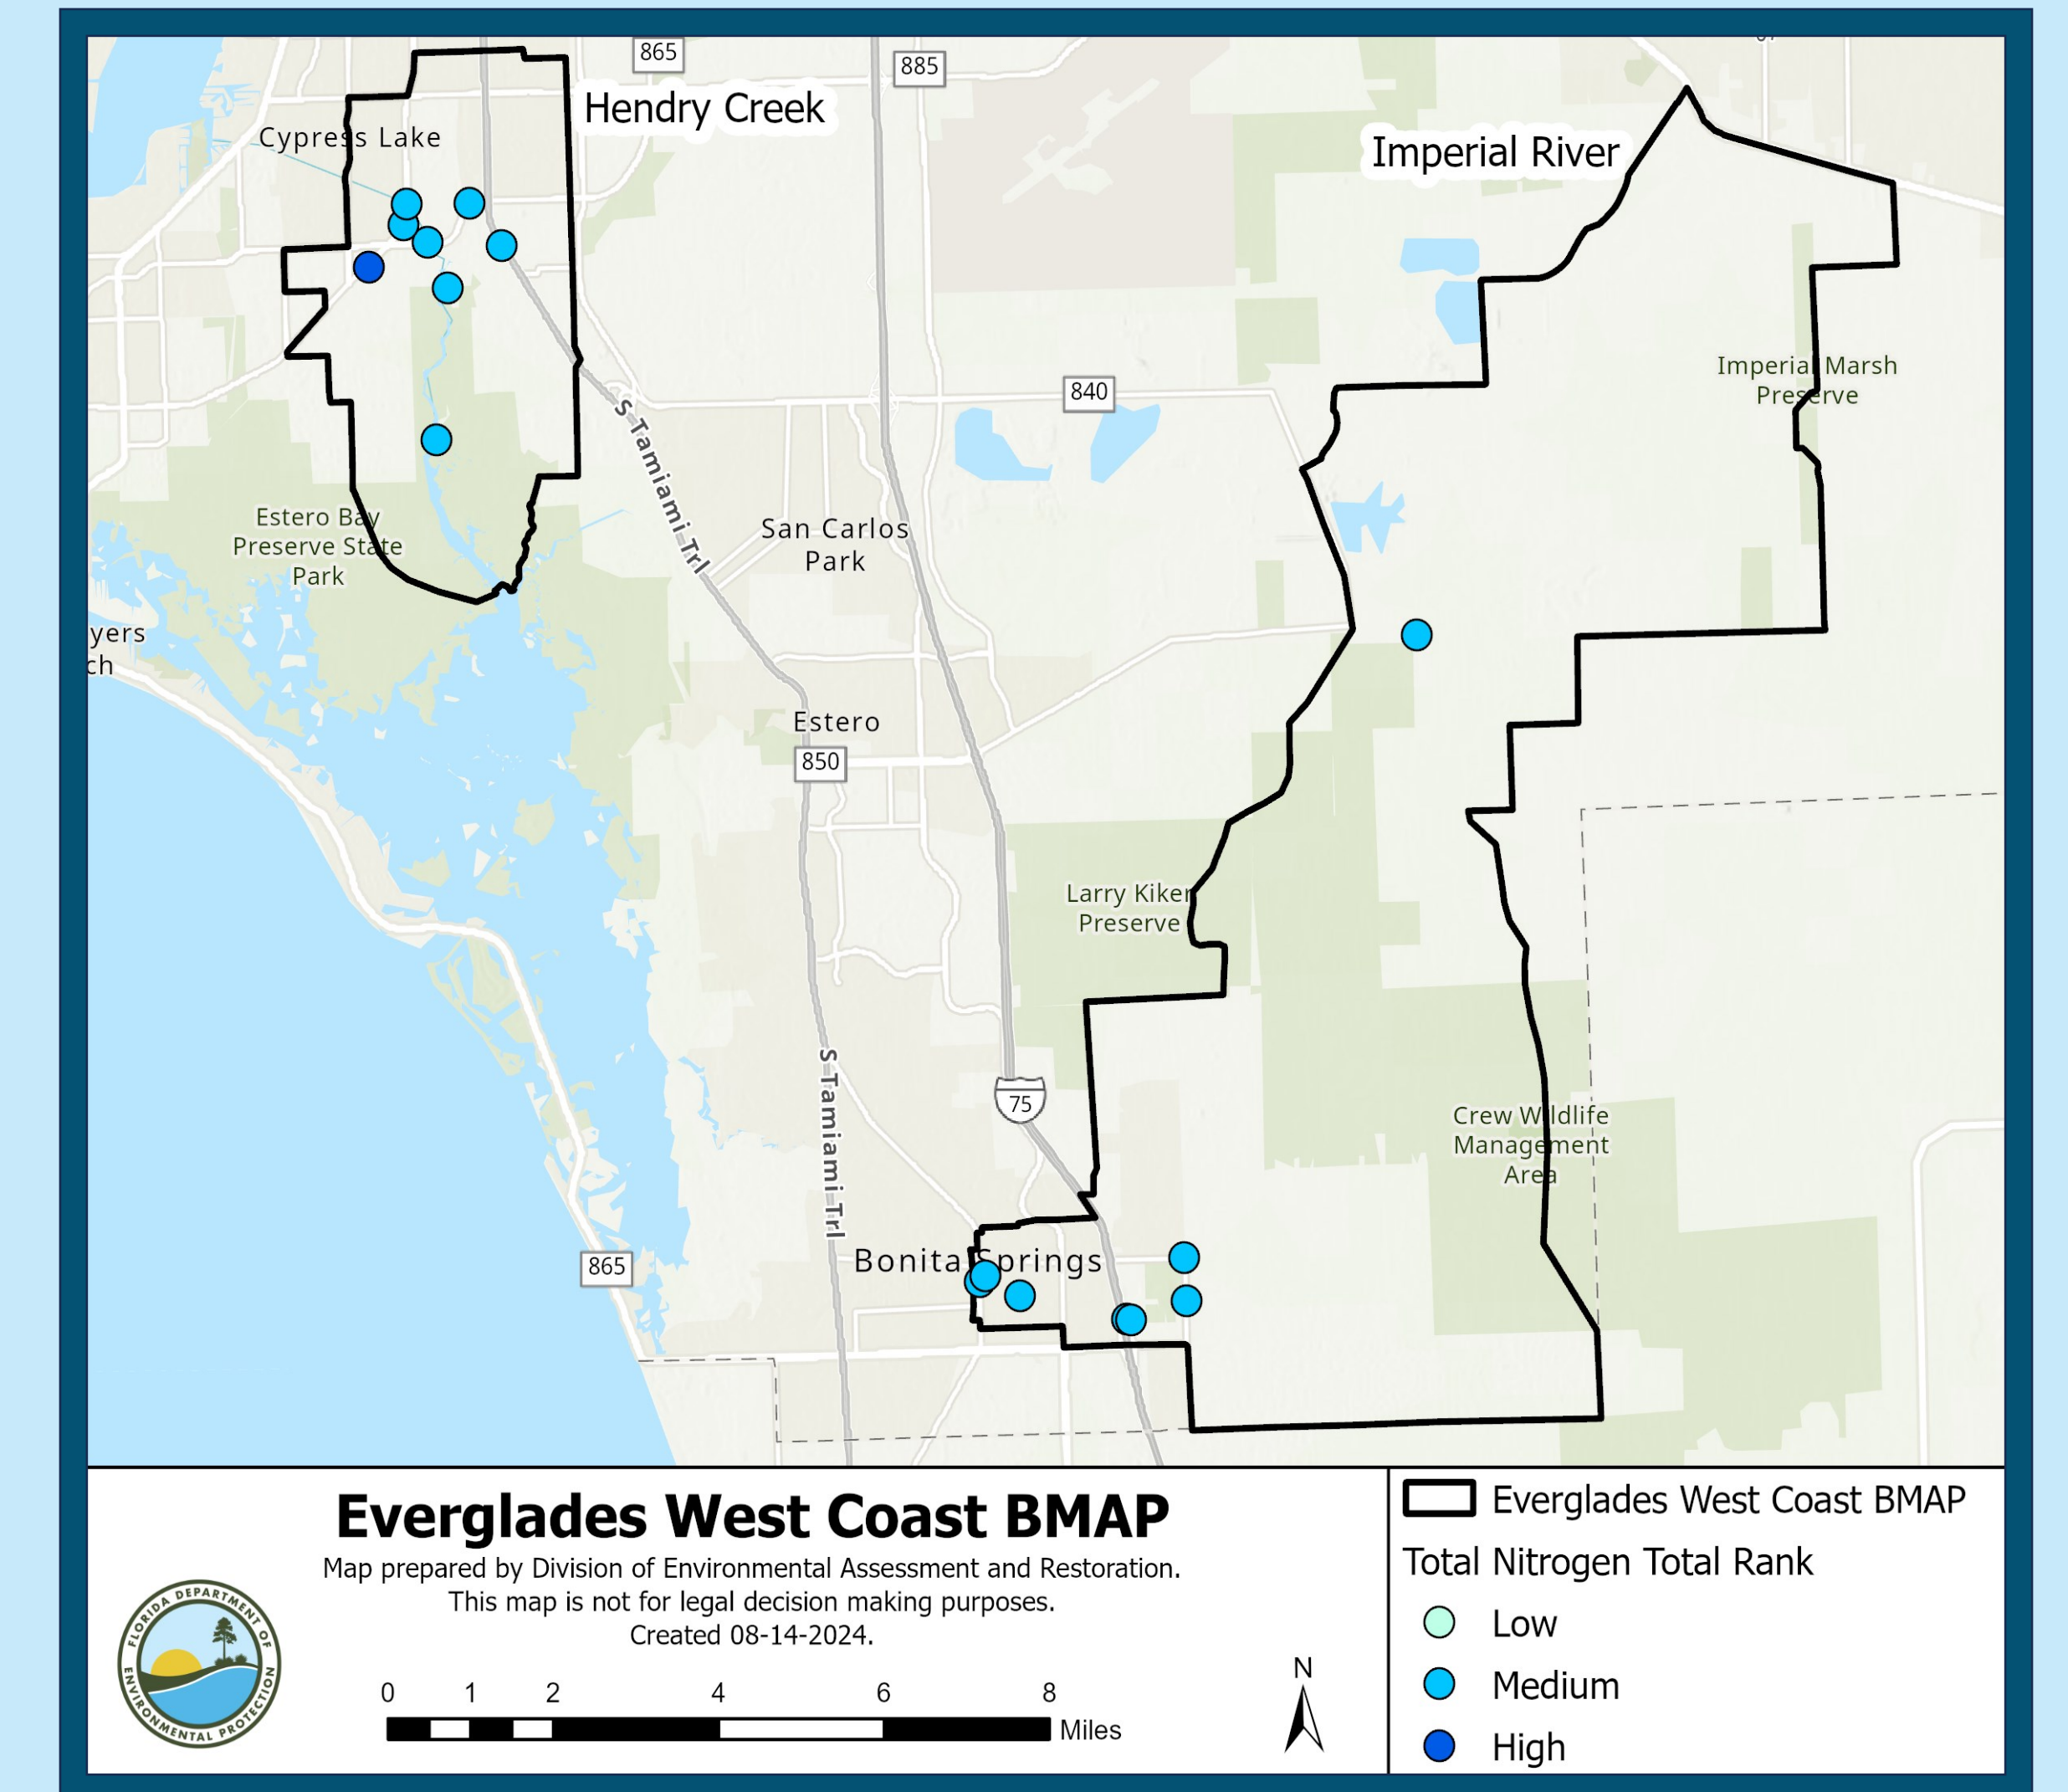 865
885
Hendry Creek
Cypress Lake
Imperial River
Imperial Marsh
Preserve
840
S Tamiami Trl
San Carlos
Park
Estero Bay
Preserve State
Park
yers
ch
Estero
850
Larry Kiker
Preserve
S Tamiami Trl
75
Crew Wildlife
Management
Area
Bonita Springs
865
Everglades West Coast BMAP
Map prepared by Division of Environmental Assessment and Restoration.
This map is not for legal decision making purposes.
Created 08-14-2024.
FLORIDA DEPARTMENT OF
ENVIRONMENTAL PROTECTION
0 1 2 4 6 8
Miles
N
Everglades West Coast BMAP
Total Nitrogen Total Rank
Low
Medium
High